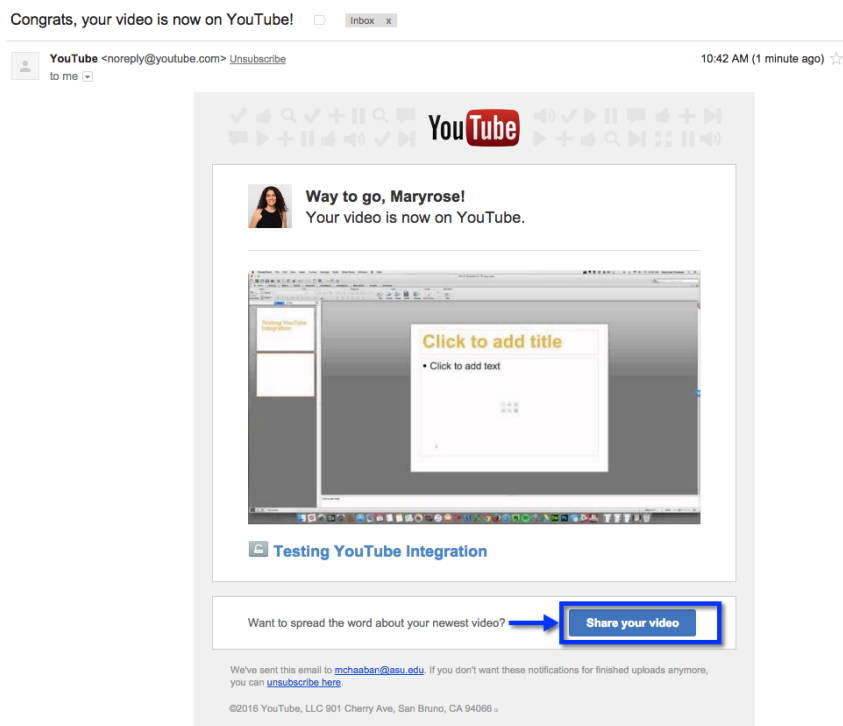 Congrats, your video is now on YouTube!
Inbox x
YouTube <noreply@youtube.com> Unsubscribe
10:42 AM (1 minute ago)
to me
YouTube
Way to go, Maryrose!
Your video is now on YouTube.
Testing YouTube
Integration
Click to add title
• Click to add text
Testing YouTube Integration
Want to spread the word about your newest video?
Share your video
We've sent this email to mchaaban@asu.edu. If you don't want these notifications for finished uploads anymore,
you can unsubscribe here.
©2016 YouTube, LLC 901 Cherry Ave, San Bruno, CA 94066